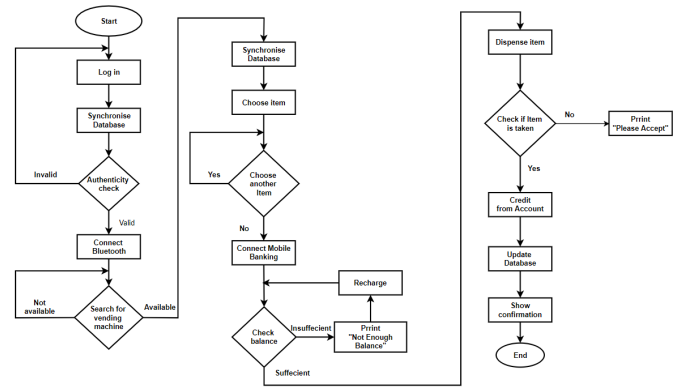 Start
Log in
Synchronise
Database
Invalid
Authenticity
check
Valid
Connect
Bluetooth
Not
available
Search for
vending
machine
Available
Synchronise
Database
Choose item
Yes
Choose
another
Item
No
Connect Mobile
Banking
Recharge
Check
balance
Insuffecient
Prrint
"Not Enough
Balance"
Suffecient
Dispense item
Check if Item
is taken
No
Prrint
"Please Accept"
Yes
Credit
from Account
Update
Database
Show
confirmation
End